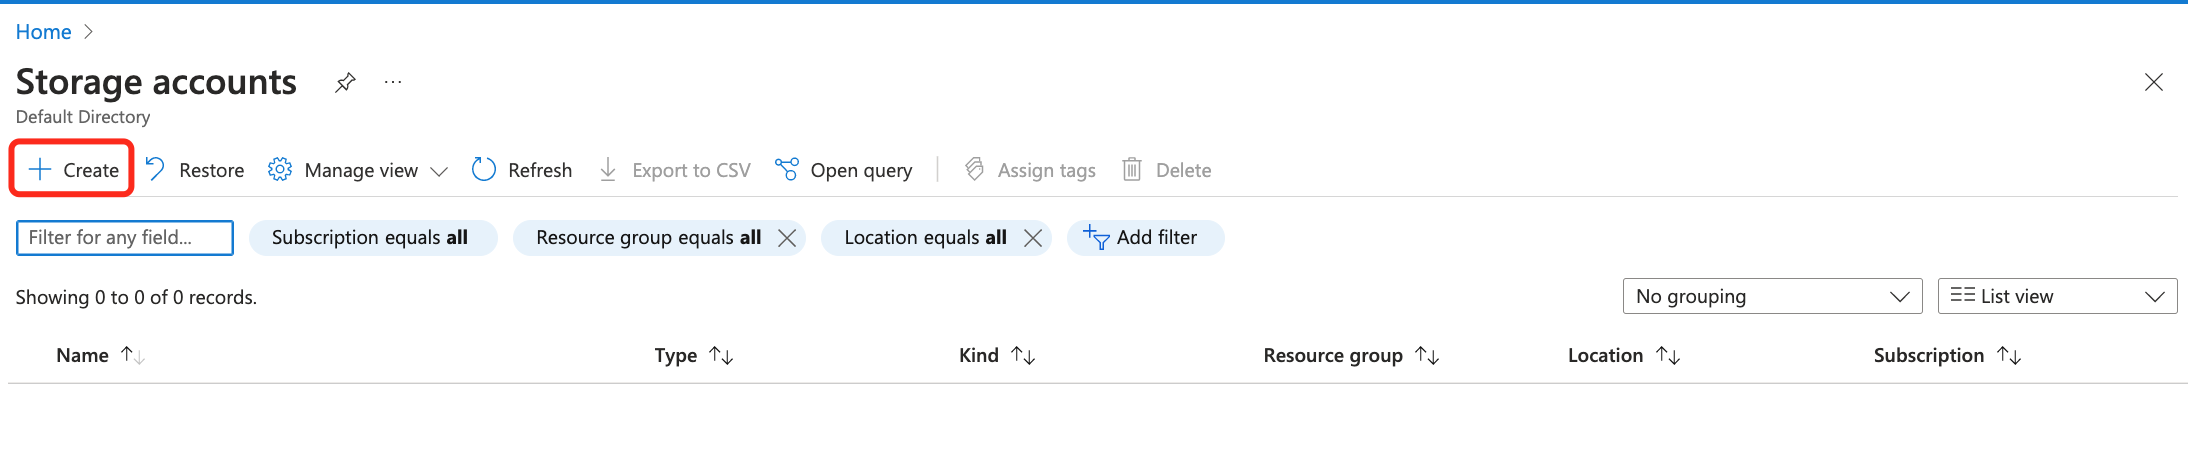 Home
Storage accounts ...
Default Directory
Create Restore Manage view Refresh Export to CSV Open query Assign tags Delete
Filter for any field... Subscription equals all Resource group equals all Location equals all Add filter
Showing 0 to 0 of 0 records. No grouping List view
Name Type Kind Resource group Location Subscription